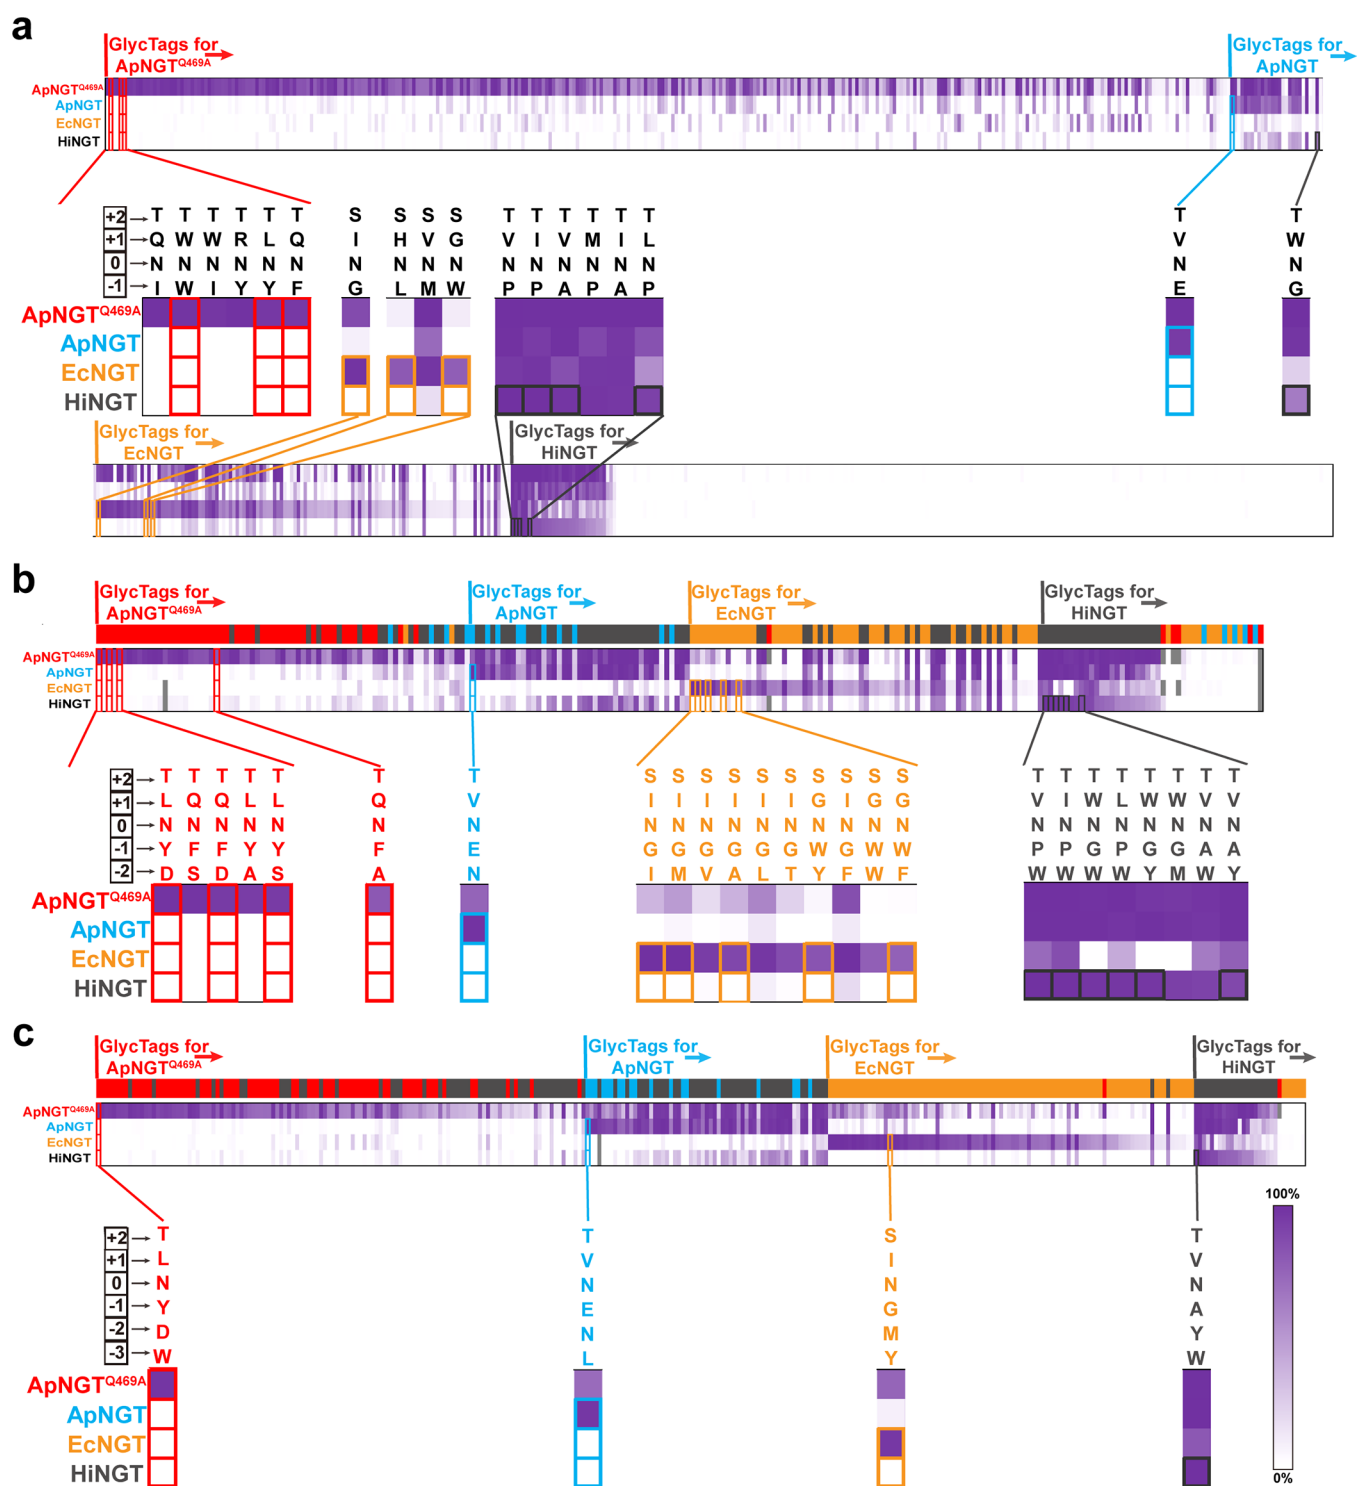 a
GlycTags for ApNGTQ469A
GlycTags for ApNGT
ApNGTQ469A
ApNGT
EcNGT
HiNGT
+2 T T T T T T S S S S T T T T T T T T
+1 Q W W R L Q I H V G V I V M I L V W
0 N N N N N N N N N N N N N N N N N N
-1 I W I Y Y F G L M W P P A P A P E G
ApNGTQ469A
ApNGT
EcNGT
HiNGT
GlycTags for EcNGT
GlycTags for HiNGT
b
GlycTags for ApNGTQ469A
GlycTags for ApNGT
GlycTags for EcNGT
GlycTags for HiNGT
ApNGTQ469A
ApNGT
EcNGT
HiNGT
+2 T T T T T T T S S S S S S S S S S T T T T T T T T
+1 L Q Q L L Q V I I I I I I G I G G V I W L W W V V
0 N N N N N N N N N N N N N N N N N N N N N N N N N
-1 Y F F Y Y F E G G G G G G W G W W P P G P G G A A
-2 D S D A S A N I M V A L T Y F W F W W W W Y M W Y
ApNGTQ469A
ApNGT
EcNGT
HiNGT
c
GlycTags for ApNGTQ469A
GlycTags for ApNGT
GlycTags for EcNGT
GlycTags for HiNGT
ApNGTQ469A
ApNGT
EcNGT
HiNGT
100%
+2 T T S T
+1 L V I V
0 N N N N
-1 Y E G A
-2 D N M Y
-3 W L Y W
ApNGTQ469A
ApNGT
EcNGT
HiNGT
0%